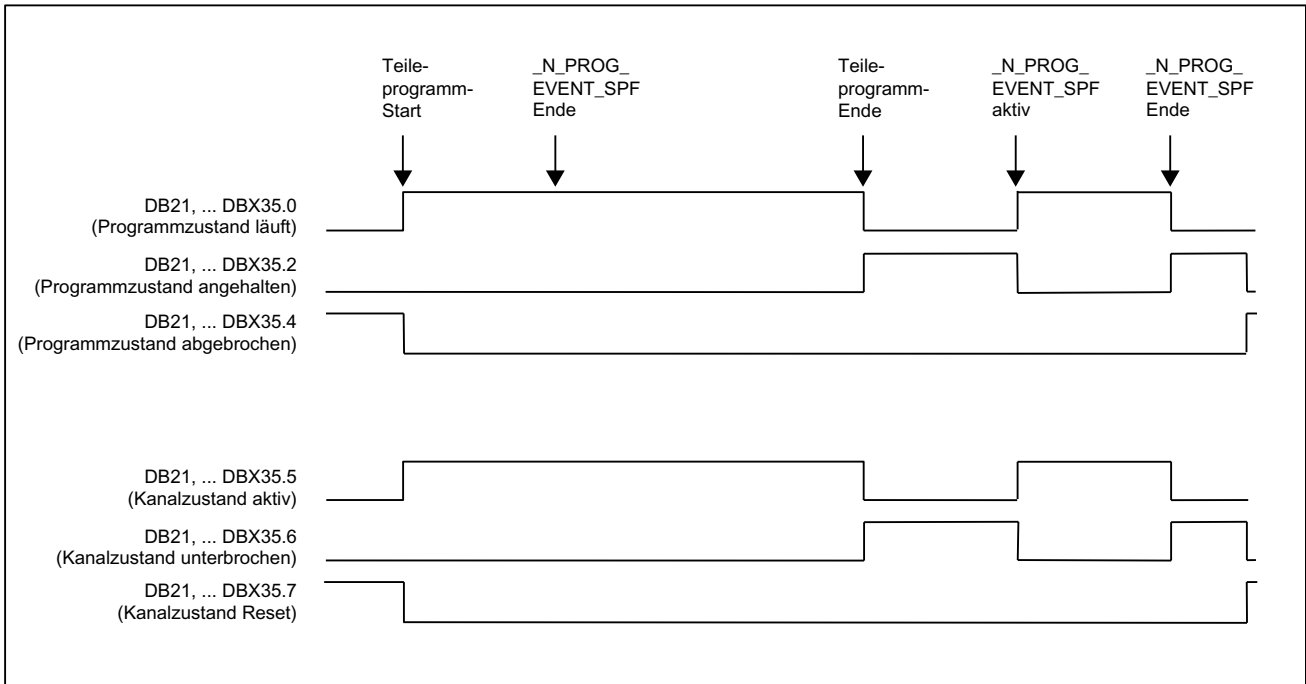 Teile-
programm-
Start
_N_PROG_
EVENT_SPF
Ende
Teile-
programm-
Ende
_N_PROG_
EVENT_SPF
aktiv
_N_PROG_
EVENT_SPF
Ende
DB21, ... DBX35.0
(Programmzustand läuft)
DB21, ... DBX35.2
(Programmzustand angehalten)
DB21, ... DBX35.4
(Programmzustand abgebrochen)
DB21, ... DBX35.5
(Kanalzustand aktiv)
DB21, ... DBX35.6
(Kanalzustand unterbrochen)
DB21, ... DBX35.7
(Kanalzustand Reset)